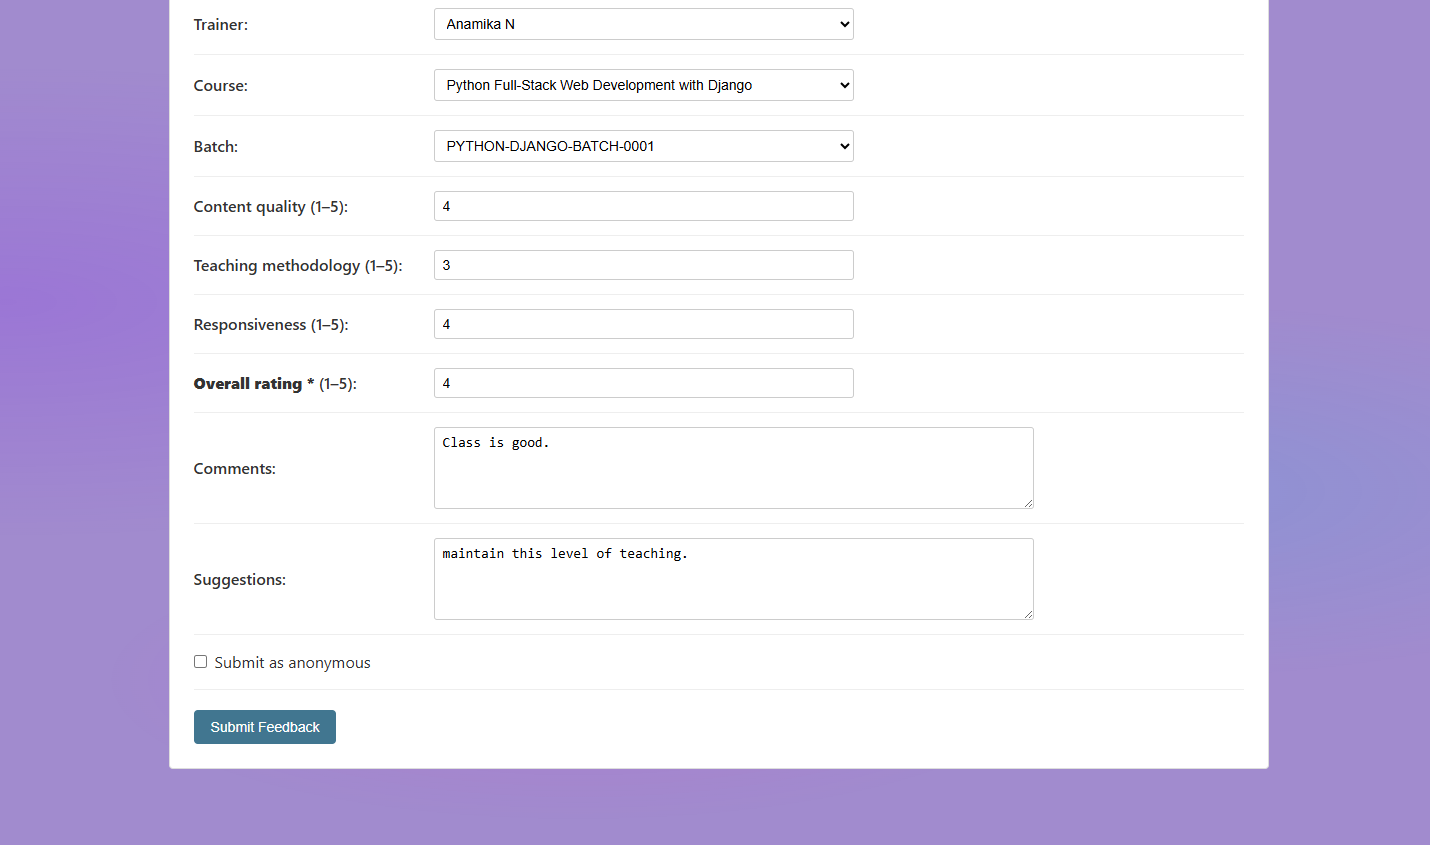 Trainer: Anamika N
Course: Python Full-Stack Web Development with Django
Batch: PYTHON-DJANGO-BATCH-0001
Content quality (1–5): 4
Teaching methodology (1–5): 3
Responsiveness (1–5): 4
Overall rating * (1–5): 4
Comments: Class is good.
Suggestions: maintain this level of teaching.
Submit as anonymous
Submit Feedback